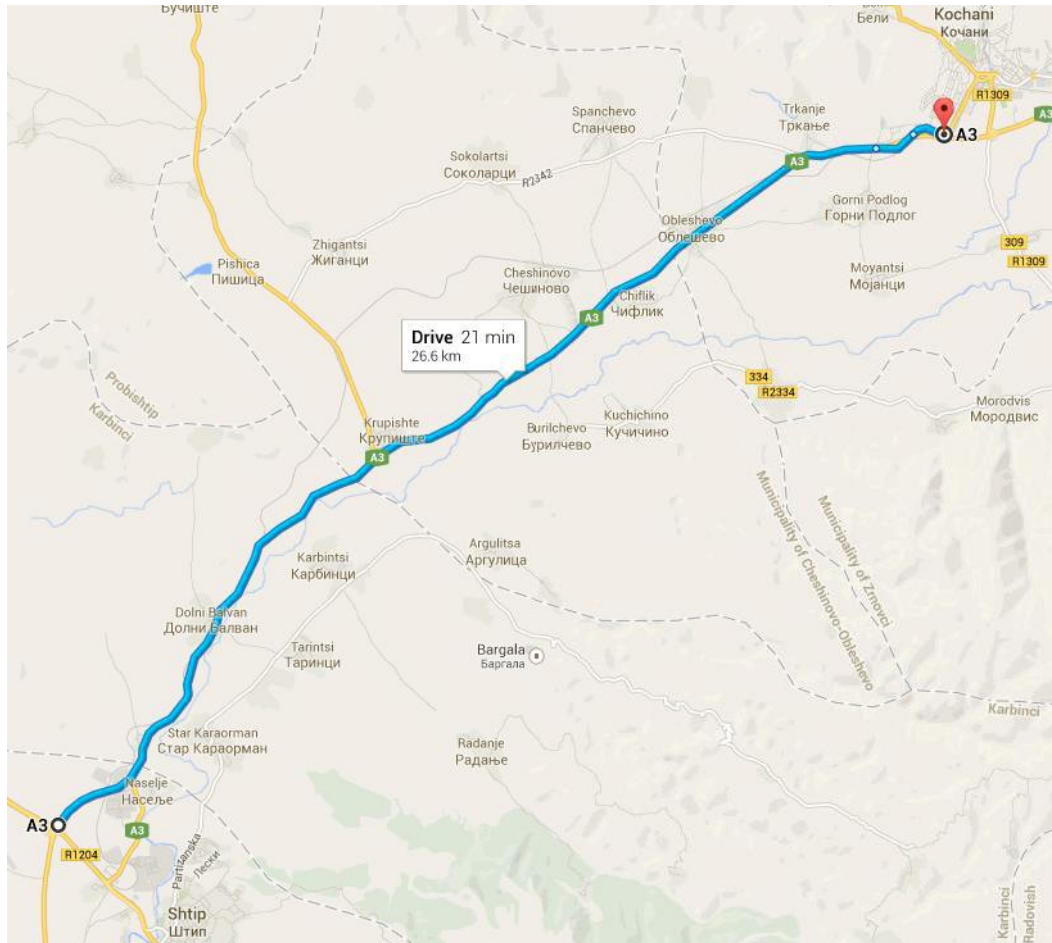 Бучиште
Бели
Kochani
Кочани
R1309
A3
A3
Trkanje
Тркање
Spanchevo
Спанчево
A3
Sokolartsi
Соколарци
R2342
Gorni Podlog
ГОРНИ ПОДЛОГ
Obleshevo
Облешево
309
R1309
Zhigantsi
ЖИГАНЦИ
Pishica
Пишица
Moyantsi
МОЈАНЦИ
Cheshinovo
Чешиново
Chiflik
ЧИФЛИК
A3
Drive 21 min
26.6 km
334
R2334
Morodvis
МОРОДВИС
Probishtip
Karbinci
Kuchichino
Кучичино
Krupishte
Крупиште
Burilchevo
Бурилчево
A3
Municipality of Cheshinovo-Obleshevo
Municipality of Zrnovci
Argulitsa
АРГУЛИЦА
Karbintsi
КАРБИНЦИ
Dolni Balvan
Долни Балван
Tarintsi
ТАРИНЦИ
Bargala
Баргала
Karbinci
Star Karaorman
Стар Караорман
Radanje
Радање
Naselje
Насеље
A3
A3
R1204
Partizanska
Лески
Shtip
Штип
Karbinci
Radovish